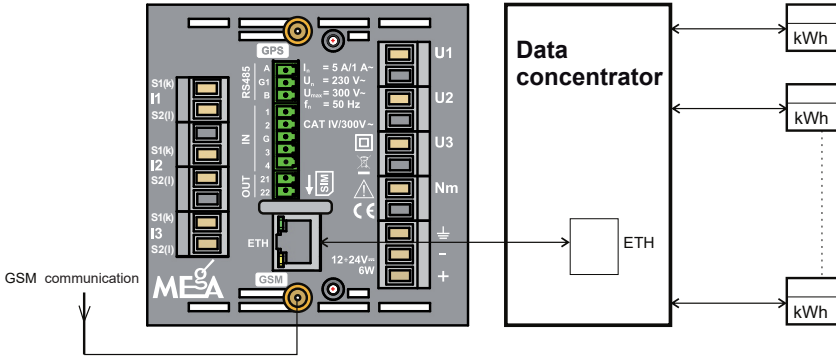 GPS
U1
RS485
A
G1
B
Iₙ = 5 A/1 A~
Uₙ = 230 V~
Uₘₐₓ= 300 V~
fₙ = 50 Hz
CAT IV/300V~
S1(k)
I1
S2(l)
U2
IN
1
2
G
3
4
S1(k)
I2
S2(l)
U3
OUT
21
22
SIM
CE
Nm
S1(k)
I3
S2(l)
ETH
12-24V⎓
6W
-
+
MEgA
GSM
GSM communication
Data
concentrator
ETH
kWh
kWh
kWh